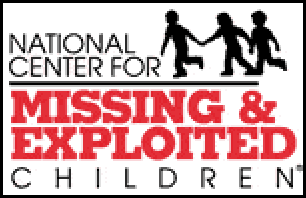 NATIONAL
CENTER FOR
MISSING &
EXPLOITED
CHILDREN®